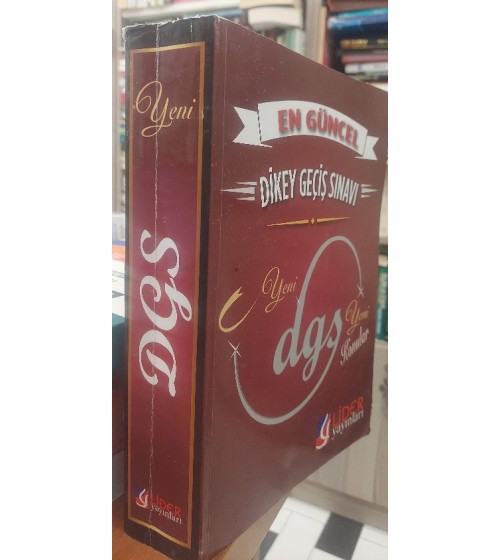 Yeni
DGS
LİDER
yayınları
EN GÜNCEL
DİKEY GEÇİŞ SINAVI
Yeni
dgs
Yeni
Konular
LİDER
yayınları